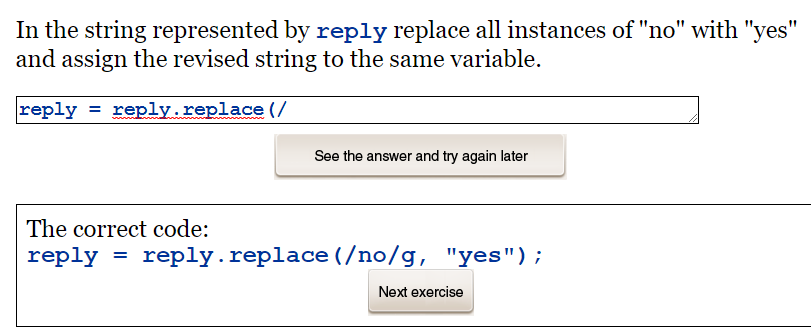 In the string represented by reply replace all instances of "no" with "yes"
and assign the revised string to the same variable.
reply = reply.replace(/
See the answer and try again later
The correct code:
reply = reply.replace(/no/g, "yes");
Next exercise